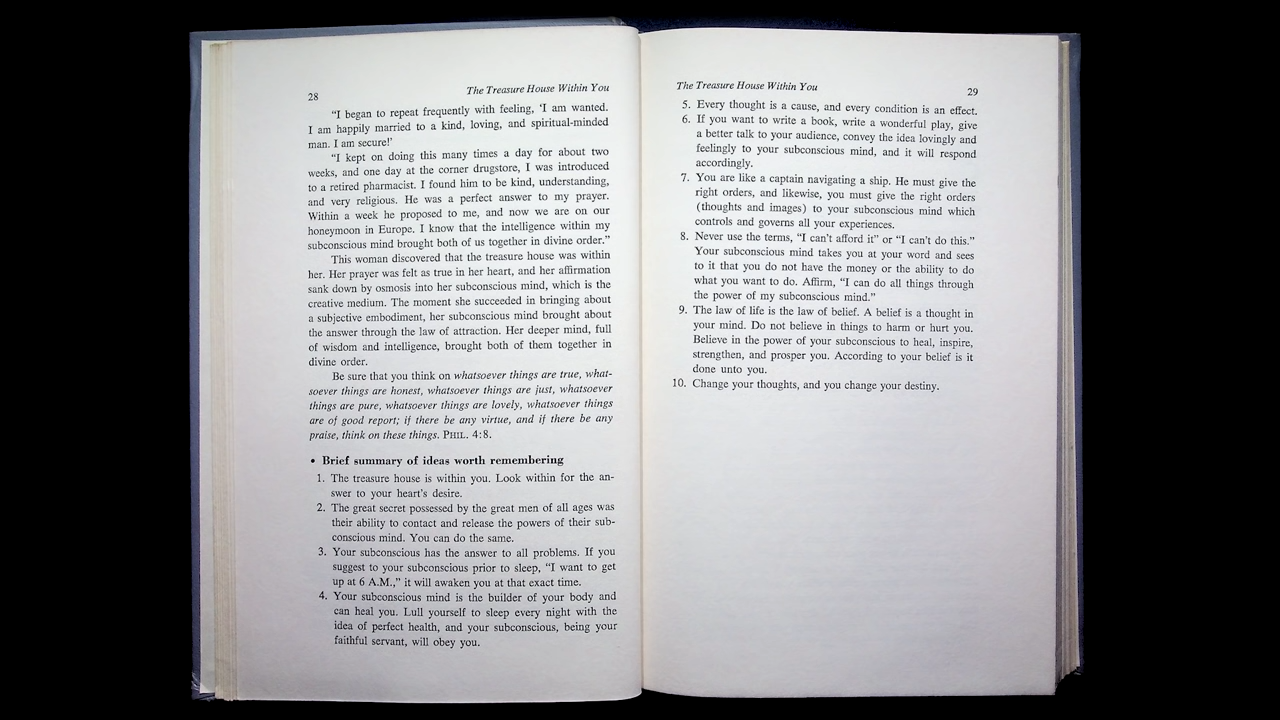 28
The Treasure House Within You
"I began to repeat frequently with feeling, 'I am wanted.
I am happily married to a kind, loving, and spiritual-minded
man. I am secure!'
"I kept on doing this many times a day for about two
weeks, and one day at the corner drugstore, I was introduced
to a retired pharmacist. I found him to be kind, understanding,
and very religious. He was a perfect answer to my prayer.
Within a week he proposed to me, and now we are on our
honeymoon in Europe. I know that the intelligence within my
subconscious mind brought both of us together in divine order."
This woman discovered that the treasure house was within
her. Her prayer was felt as true in her heart, and her affirmation
sank down by osmosis into her subconscious mind, which is the
creative medium. The moment she succeeded in bringing about
a subjective embodiment, her subconscious mind brought about
the answer through the law of attraction. Her deeper mind, full
of wisdom and intelligence, brought both of them together in
divine order.
Be sure that you think on whatsoever things are true, what-
soever things are honest, whatsoever things are just, whatsoever
things are pure, whatsoever things are lovely, whatsoever things
are of good report; if there be any virtue, and if there be any
praise, think on these things. PHIL. 4:8.
• Brief summary of ideas worth remembering
1. The treasure house is within you. Look within for the an-
swer to your heart's desire.
2. The great secret possessed by the great men of all ages was
their ability to contact and release the powers of their sub-
conscious mind. You can do the same.
3. Your subconscious has the answer to all problems. If you
suggest to your subconscious prior to sleep, "I want to get
up at 6 A.M.," it will awaken you at that exact time.
4. Your subconscious mind is the builder of your body and
can heal you. Lull yourself to sleep every night with the
idea of perfect health, and your subconscious, being your
faithful servant, will obey you.
The Treasure House Within You
29
5. Every thought is a cause, and every condition is an effect.
6. If you want to write a book, write a wonderful play, give
a better talk to your audience, convey the idea lovingly and
feelingly to your subconscious mind, and it will respond
accordingly.
7. You are like a captain navigating a ship. He must give the
right orders, and likewise, you must give the right orders
(thoughts and images) to your subconscious mind which
controls and governs all your experiences.
8. Never use the terms, "I can't afford it" or "I can't do this."
Your subconscious mind takes you at your word and sees
to it that you do not have the money or the ability to do
what you want to do. Affirm, "I can do all things through
the power of my subconscious mind."
9. The law of life is the law of belief. A belief is a thought in
your mind. Do not believe in things to harm or hurt you.
Believe in the power of your subconscious to heal, inspire,
strengthen, and prosper you. According to your belief is it
done unto you.
10. Change your thoughts, and you change your destiny.